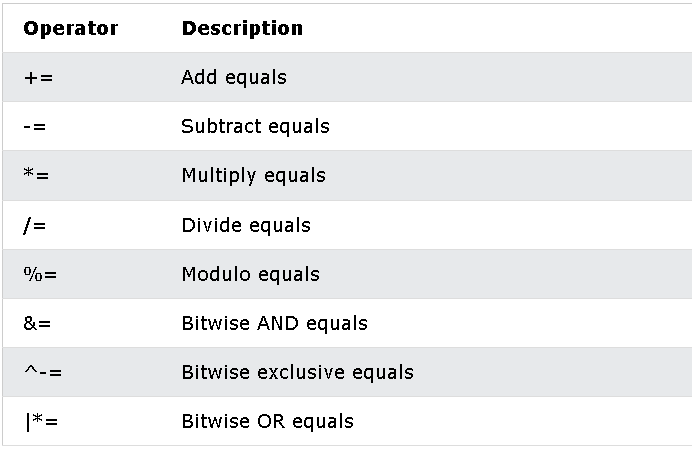 Operator Description
+= Add equals
-= Subtract equals
*= Multiply equals
/= Divide equals
%= Modulo equals
&= Bitwise AND equals
^-= Bitwise exclusive equals
|*= Bitwise OR equals